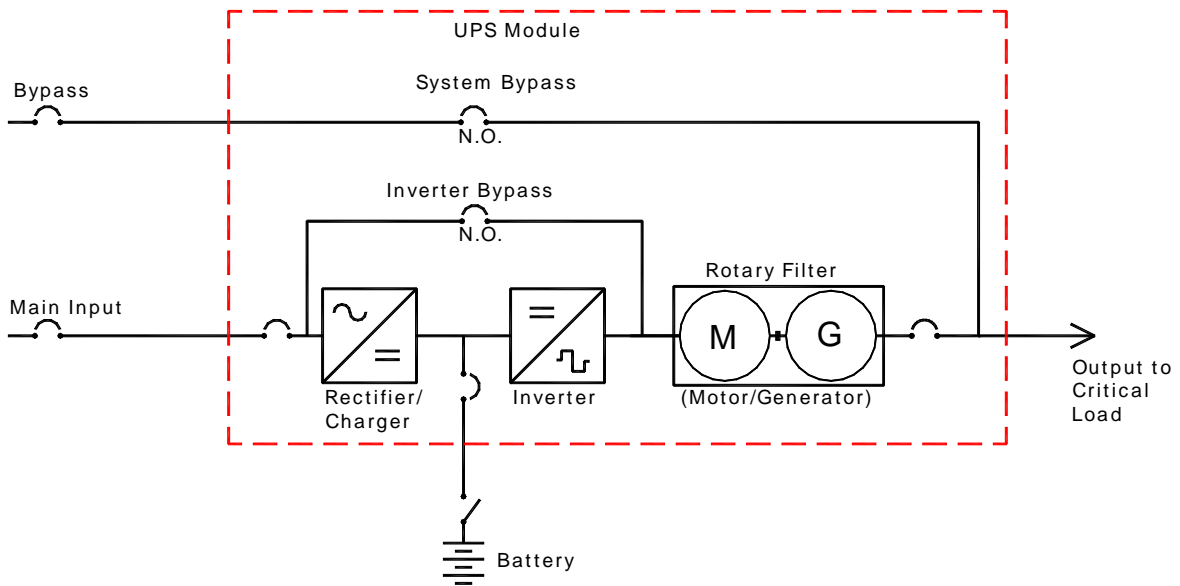 UPS Module
Bypass
System Bypass
N.O.
Inverter Bypass
N.O.
Main Input
Rotary Filter
M
G
Rectifier/
Charger
Inverter
(Motor/Generator)
Output to
Critical
Load
Battery